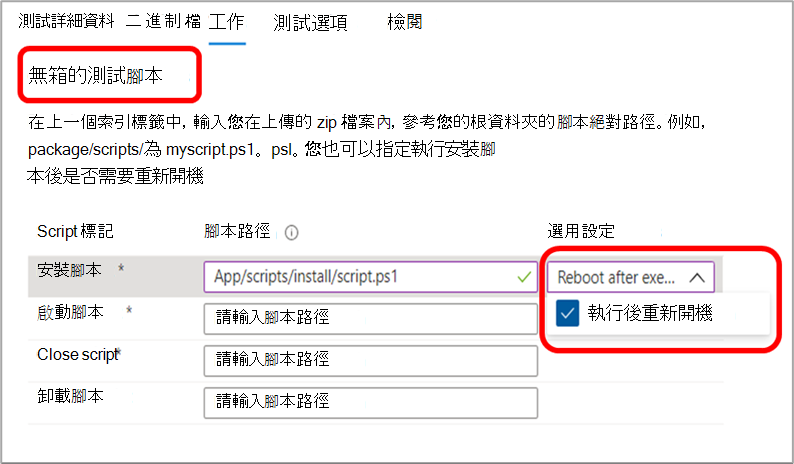 測試詳細資料 二進制檔 工作 測試選項 檢閱
無箱的測試腳本
在上一個索引標籤中，輸入您在上傳的 zip 檔案內，參考您的根資料夾的腳本絕對路徑。例如，
package/scripts/為 myscript.ps1。psl。您也可以指定執行安裝腳
本後是否需要重新開機
Script 標記 腳本路徑 選用設定
安裝腳本 * App/scripts/install/script.ps1 Reboot after exe...
啟動腳本 * 請輸入腳本路徑 執行後重新開機
Close script* 請輸入腳本路徑
卸載腳本 請輸入腳本路徑